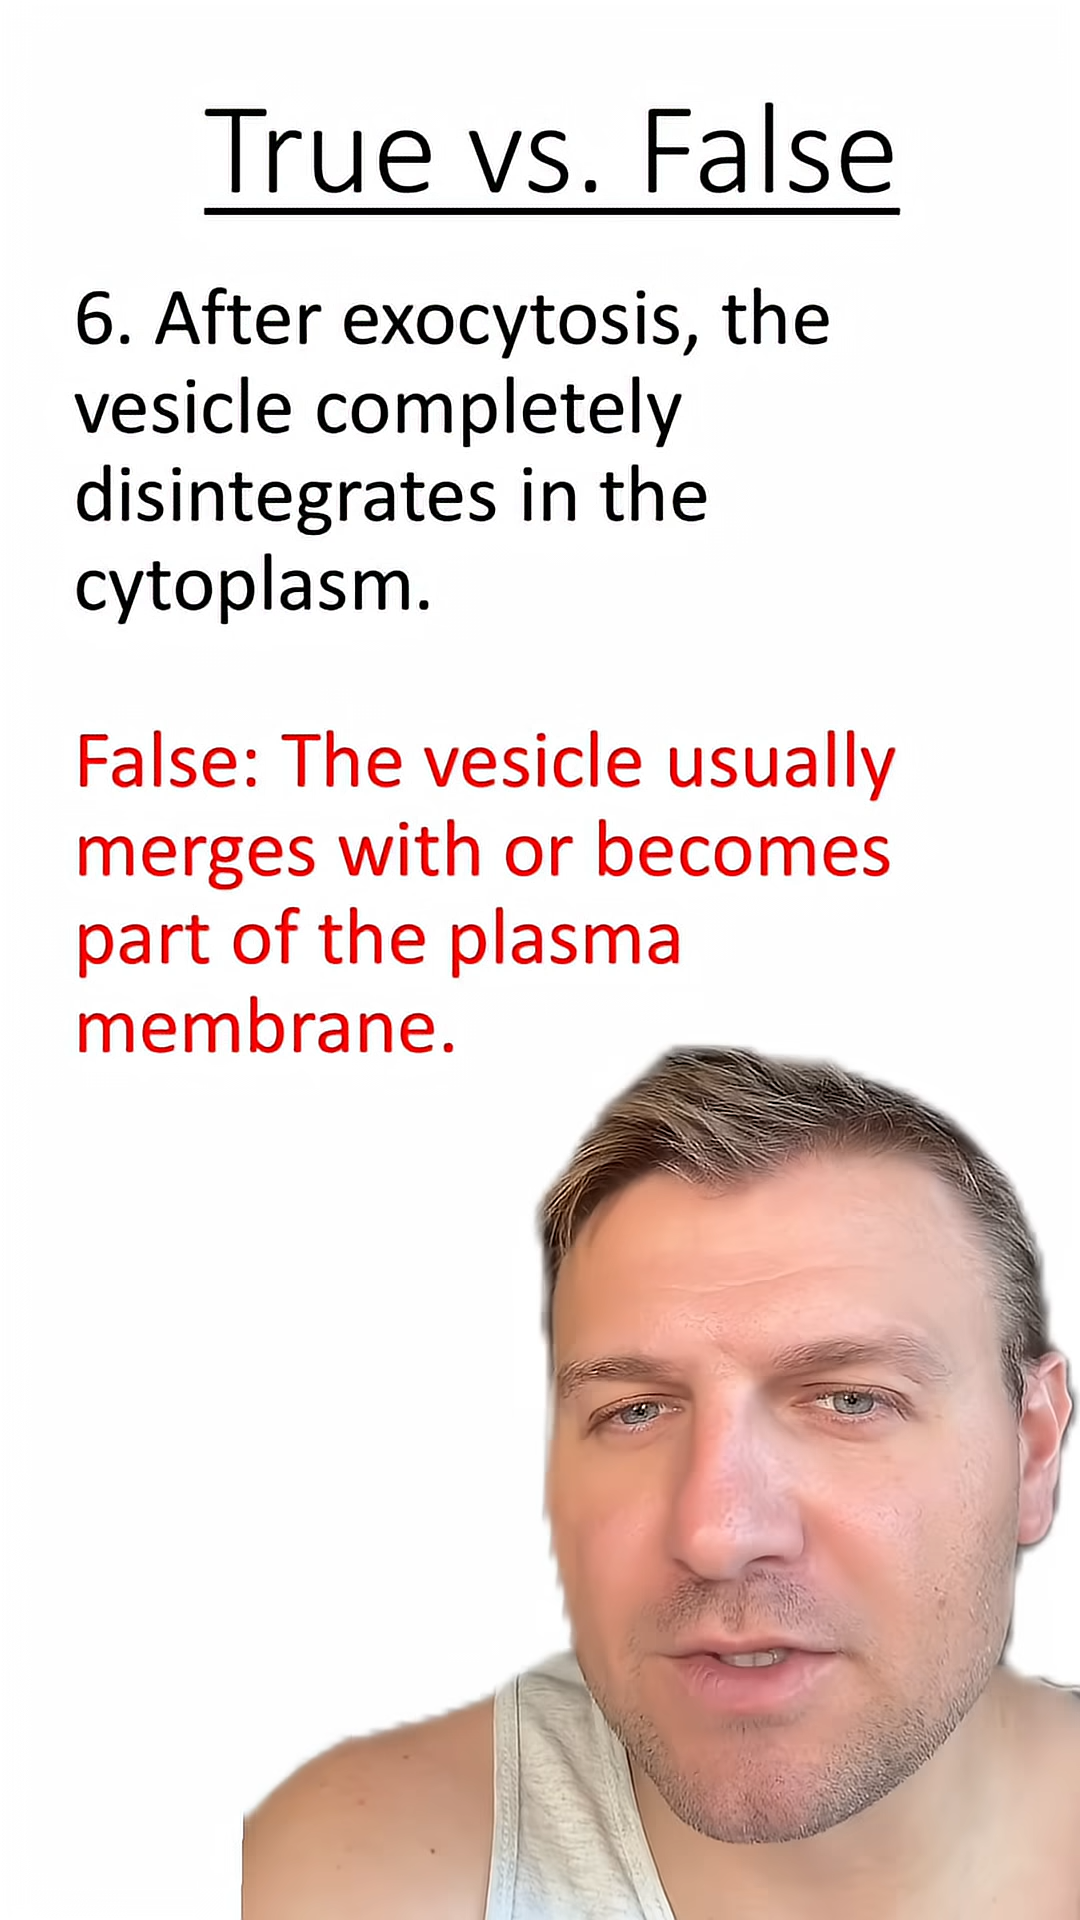 True vs. False
6. After exocytosis, the
vesicle completely
disintegrates in the
cytoplasm.
False: The vesicle usually
merges with or becomes
part of the plasma
membrane.